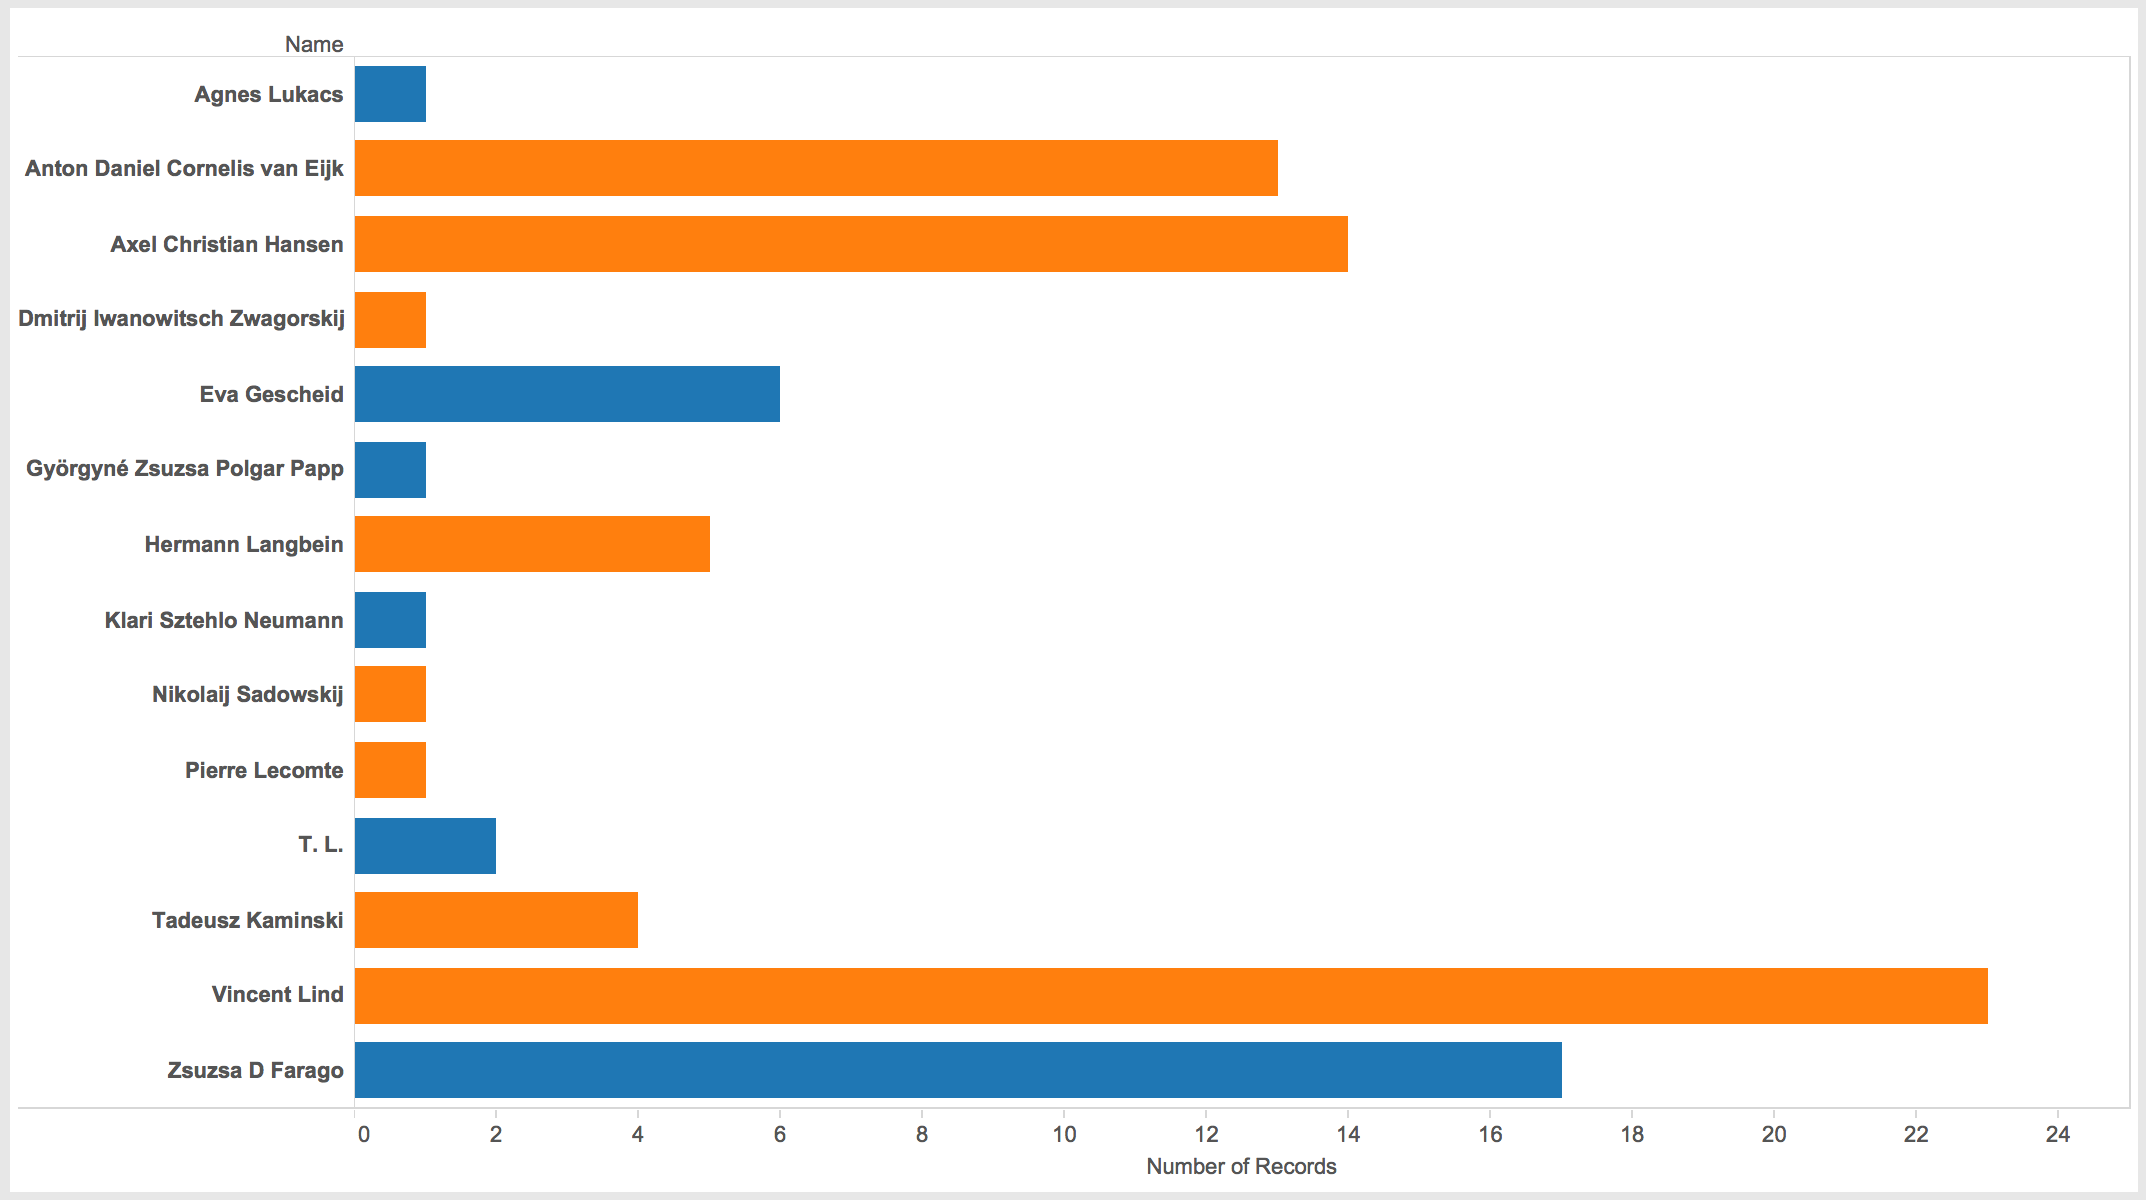 Name
Agnes Lukacs
Anton Daniel Cornelis van Eijk
Axel Christian Hansen
Dmitrij Iwanowitsch Zwagorskij
Eva Gescheid
Györgyné Zsuzsa Polgar Papp
Hermann Langbein
Klari Sztehlo Neumann
Nikolaij Sadowskij
Pierre Lecomte
T. L.
Tadeusz Kaminski
Vincent Lind
Zsuzsa D Farago
0 2 4 6 8 10 12 14 16 18 20 22 24
Number of Records